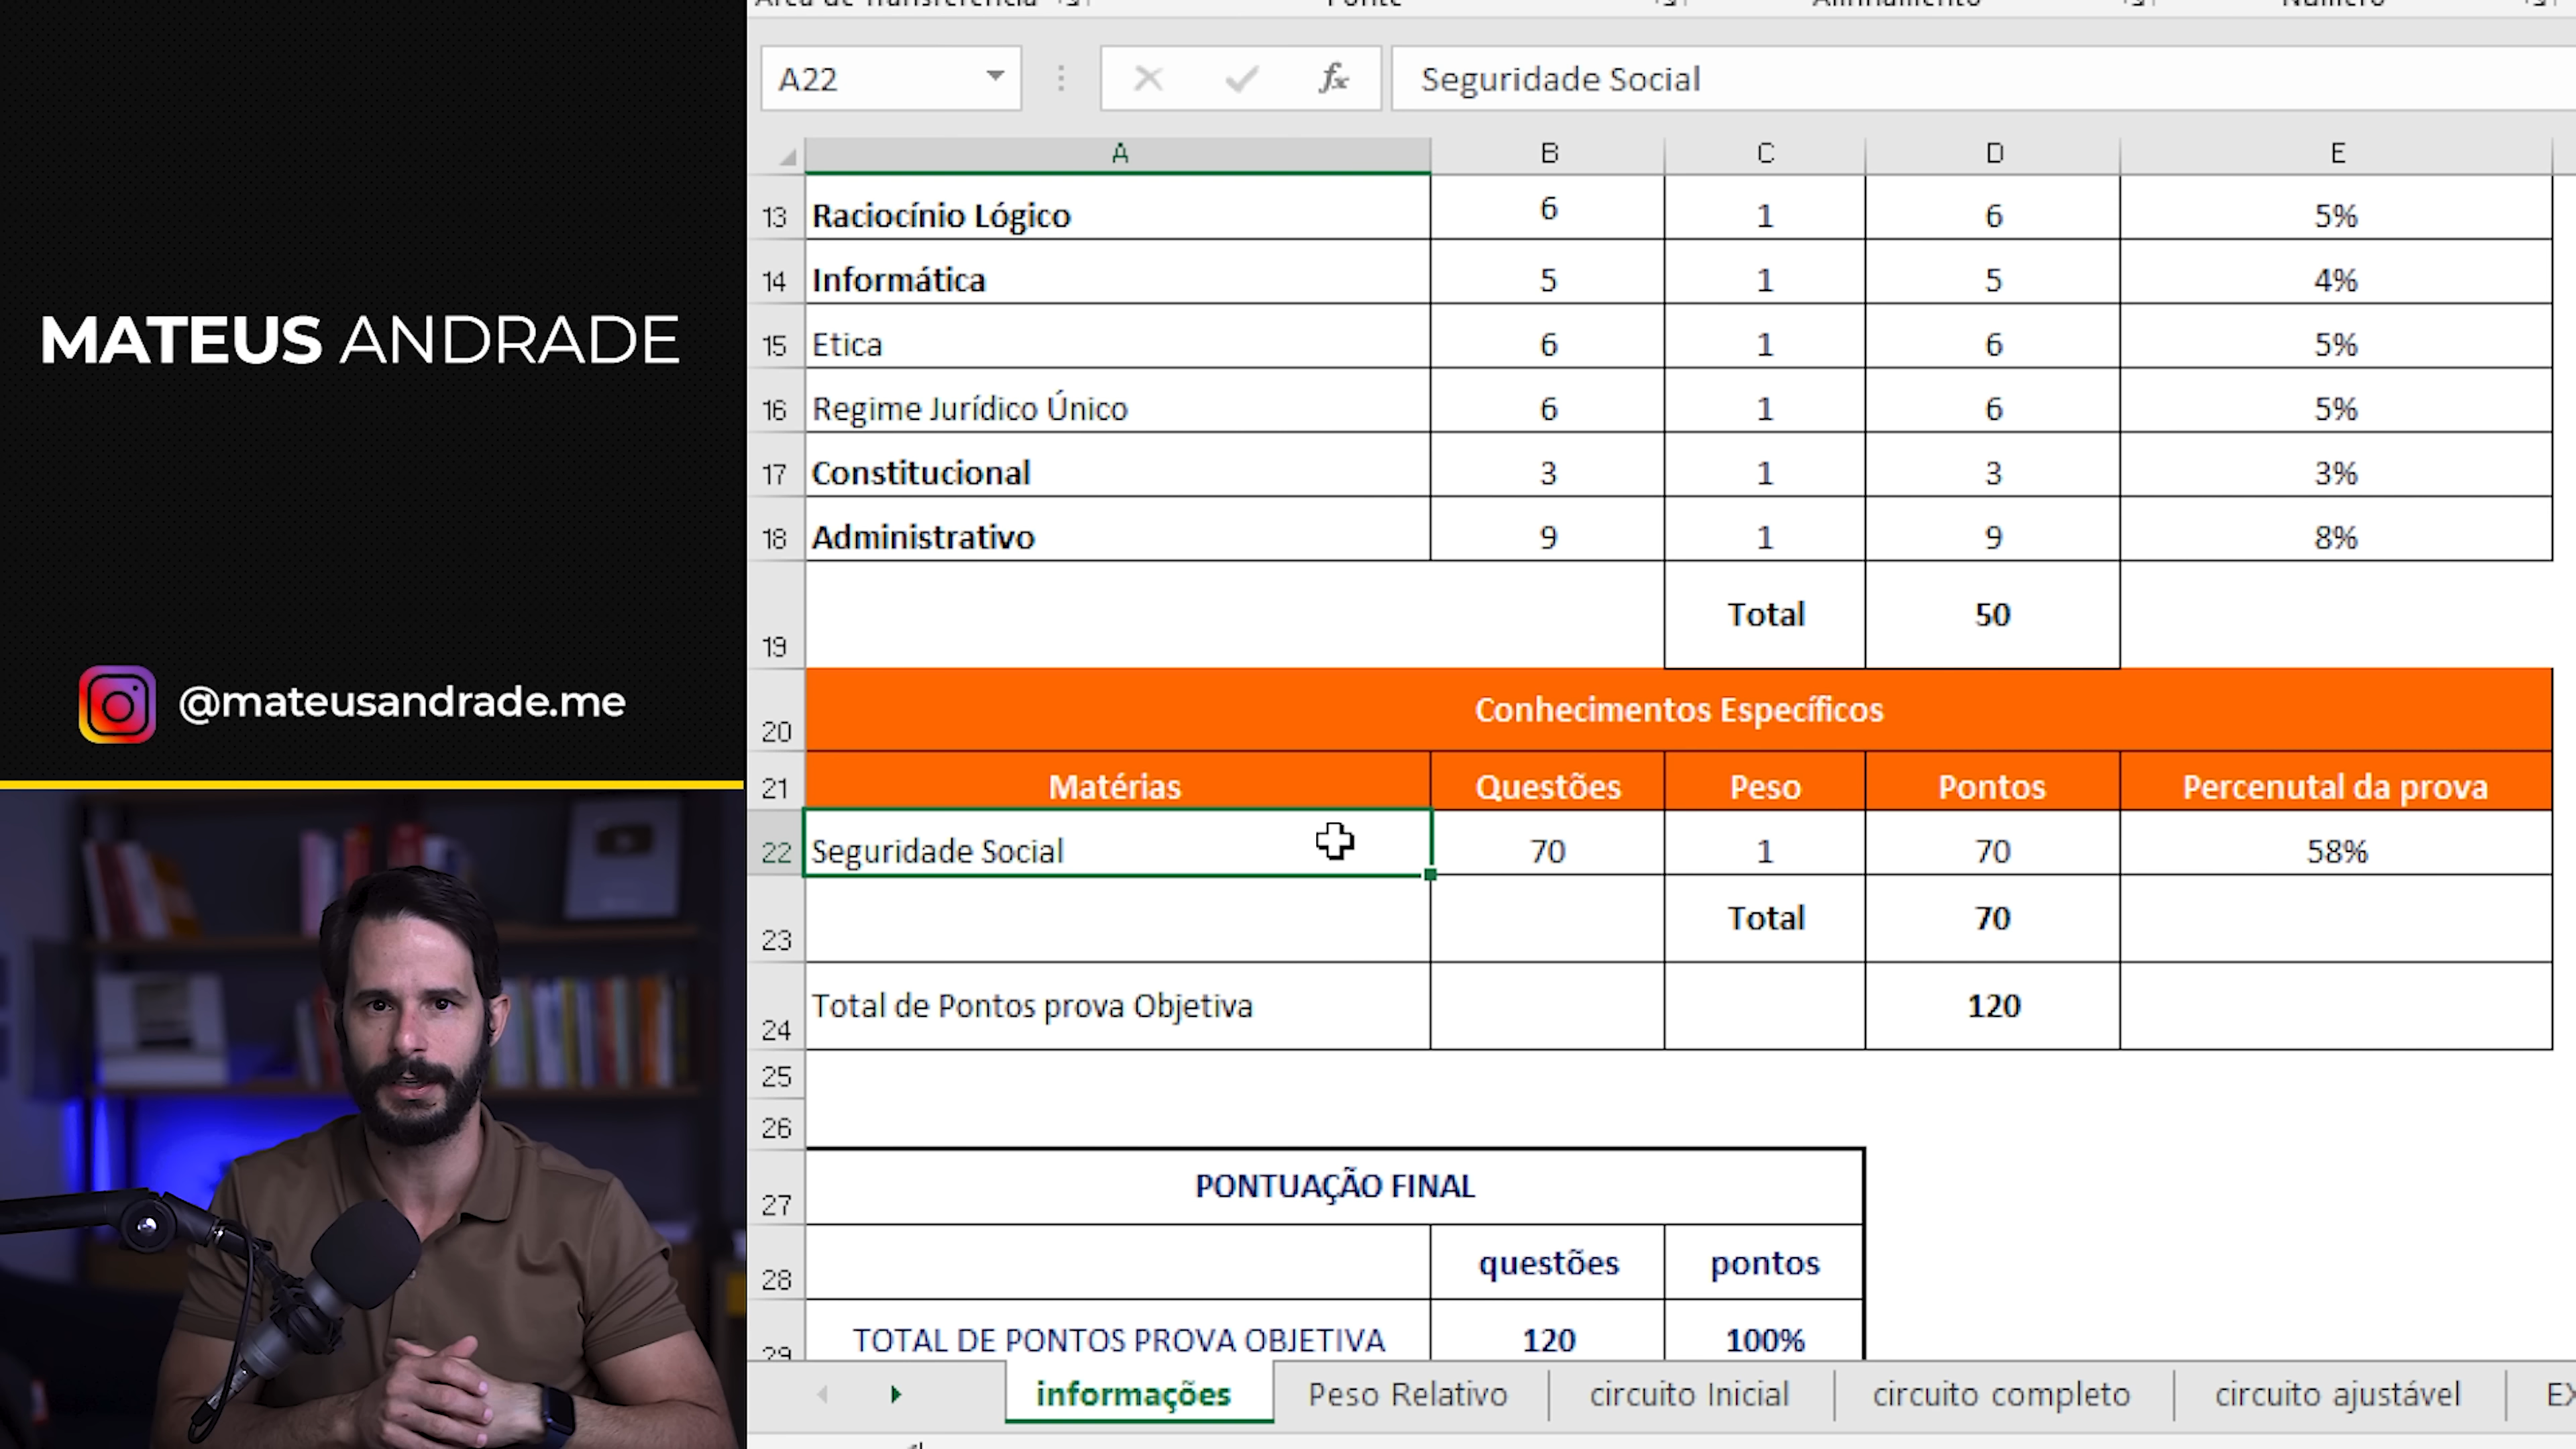 MATEUS ANDRADE
@mateusandrade.me
A22
fx
Seguridade Social
A B C D E
13 Raciocínio Lógico 6 1 6 5%
14 Informática 5 1 5 4%
15 Etica 6 1 6 5%
16 Regime Jurídico Único 6 1 6 5%
17 Constitucional 3 1 3 3%
18 Administrativo 9 1 9 8%
19 Total 50
20 Conhecimentos Específicos
21 Matérias Questões Peso Pontos Percenutal da prova
22 Seguridade Social 70 1 70 58%
23 Total 70
24 Total de Pontos prova Objetiva 120
25
26
27 PONTUAÇÃO FINAL
28 questões pontos
29 TOTAL DE PONTOS PROVA OBJETIVA 120 100%
informações Peso Relativo circuito Inicial circuito completo circuito ajustável